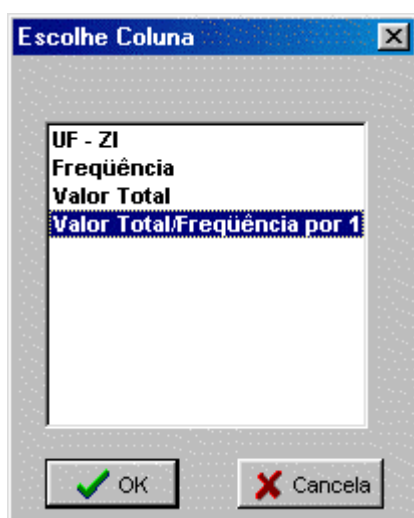 Escolhe Coluna
UF - ZI
Freqüência
Valor Total
Valor Total/Freqüência por 1
OK
Cancela